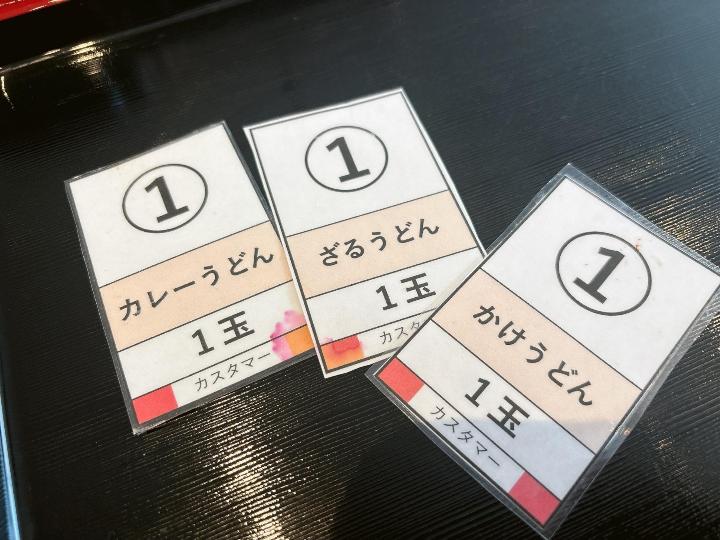 1
カレーうどん
1玉
カスタマー
1
ざるうどん
1玉
カスタ
1
かけうどん
1玉
カスタマー